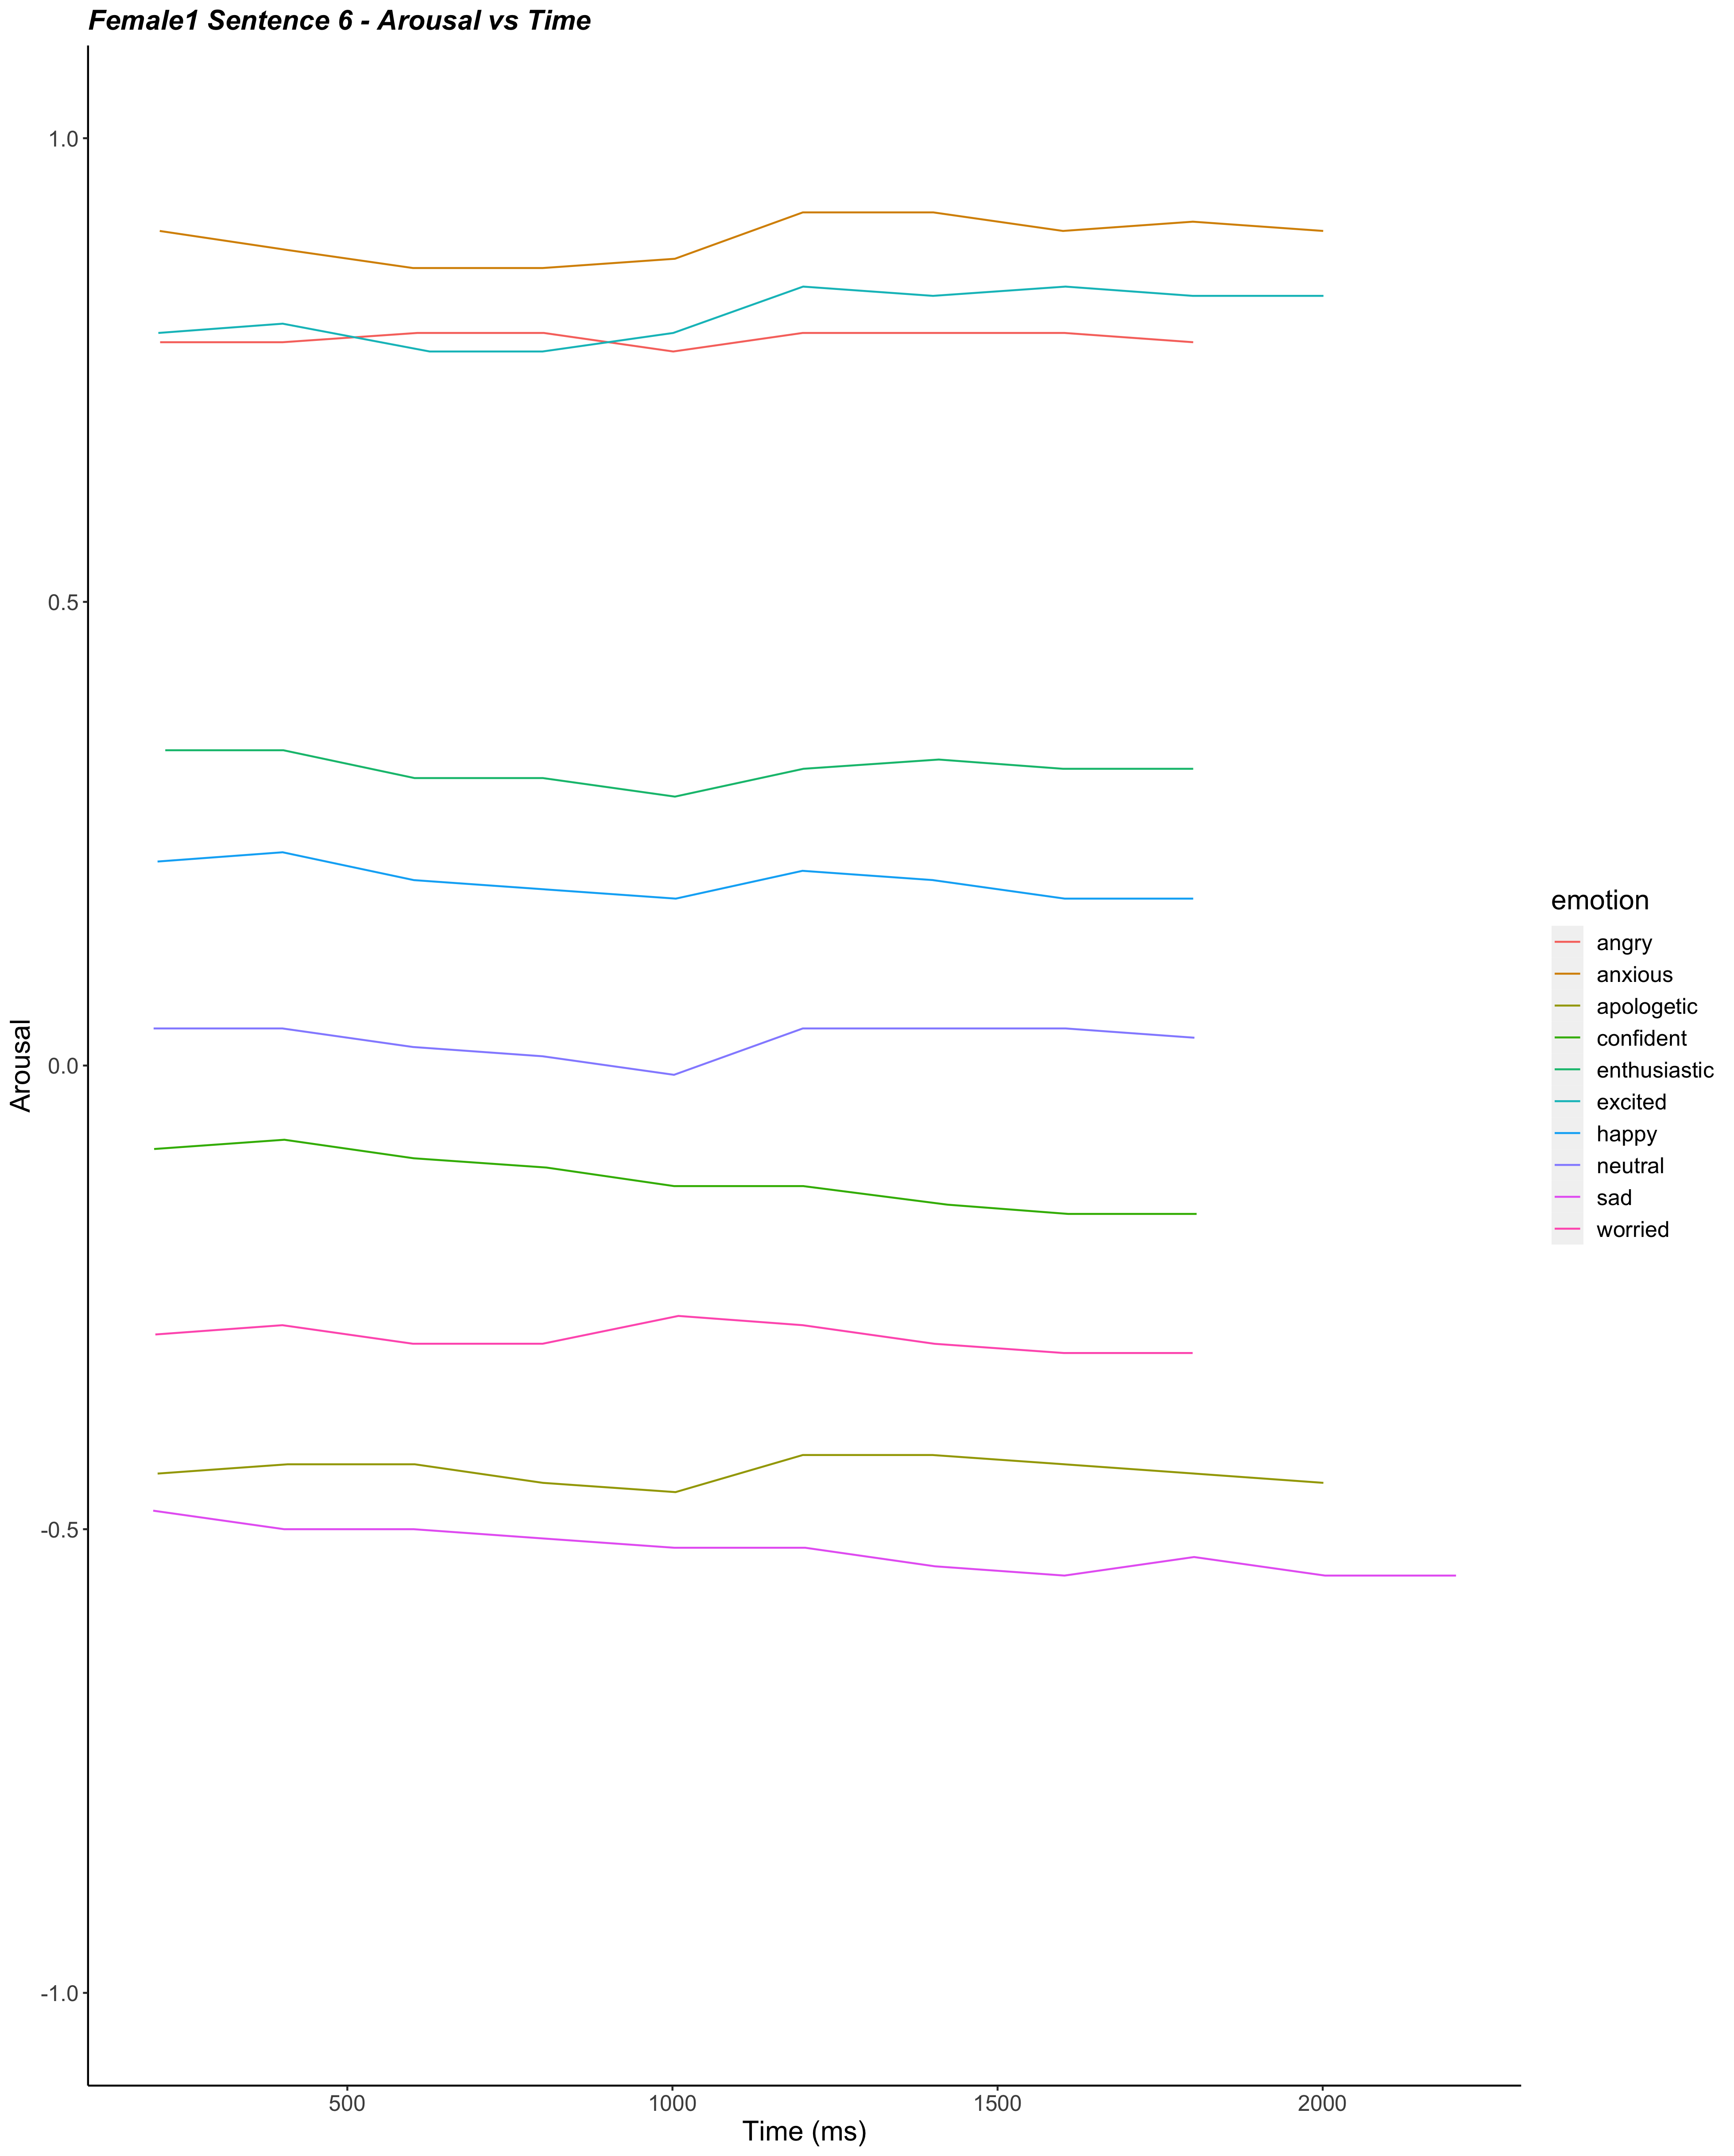 Female1 Sentence 6 - Arousal vs Time
1.0
0.5
0.0
-0.5
-1.0
Arousal
500 1000 1500 2000
Time (ms)
emotion
angry
anxious
apologetic
confident
enthusiastic
excited
happy
neutral
sad
worried